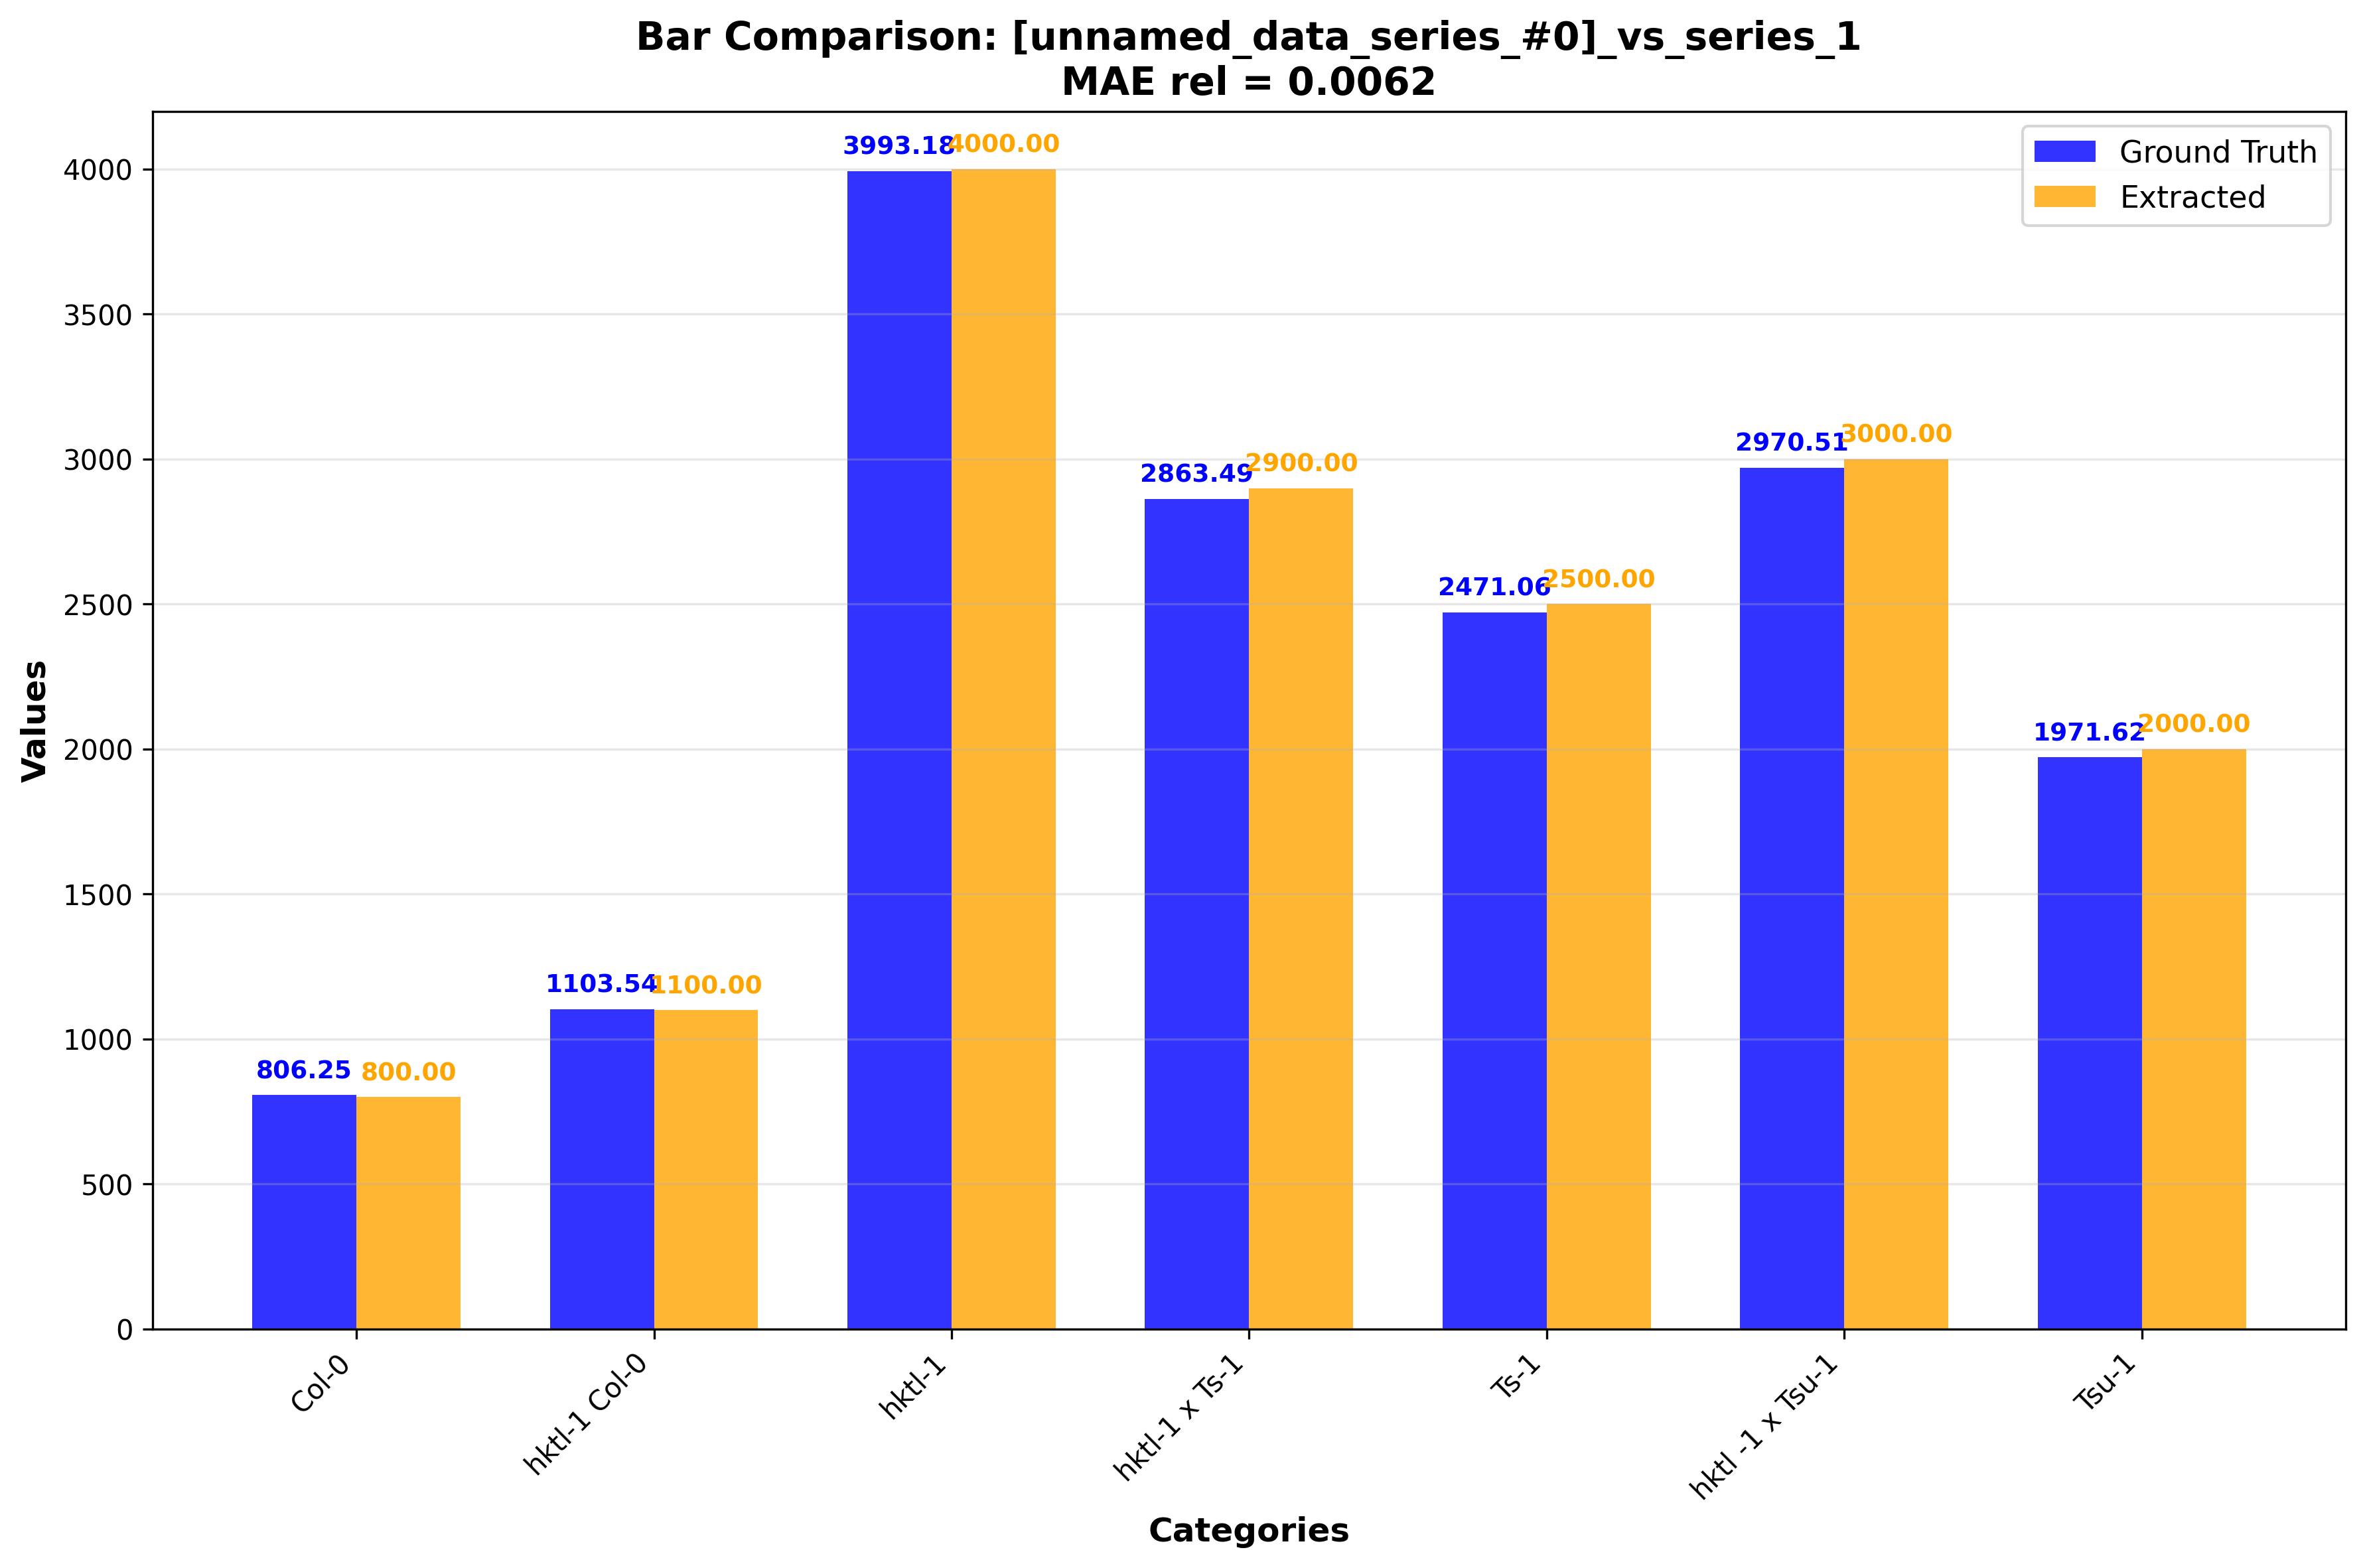 Bar Comparison: [unnamed_data_series_#0]_vs_series_1
MAE rel = 0.0062
Ground Truth
Extracted
Values
4000
3500
3000
2500
2000
1500
1000
500
0
806.25
800.00
1103.54
1100.00
3993.18
4000.00
2863.49
2900.00
2471.06
2500.00
2970.51
3000.00
1971.62
2000.00
Col-0
hktl-1 Col-0
hktl-1
hktl-1 x Ts-1
Ts-1
hktl -1 x Tsu-1
Tsu-1
Categories